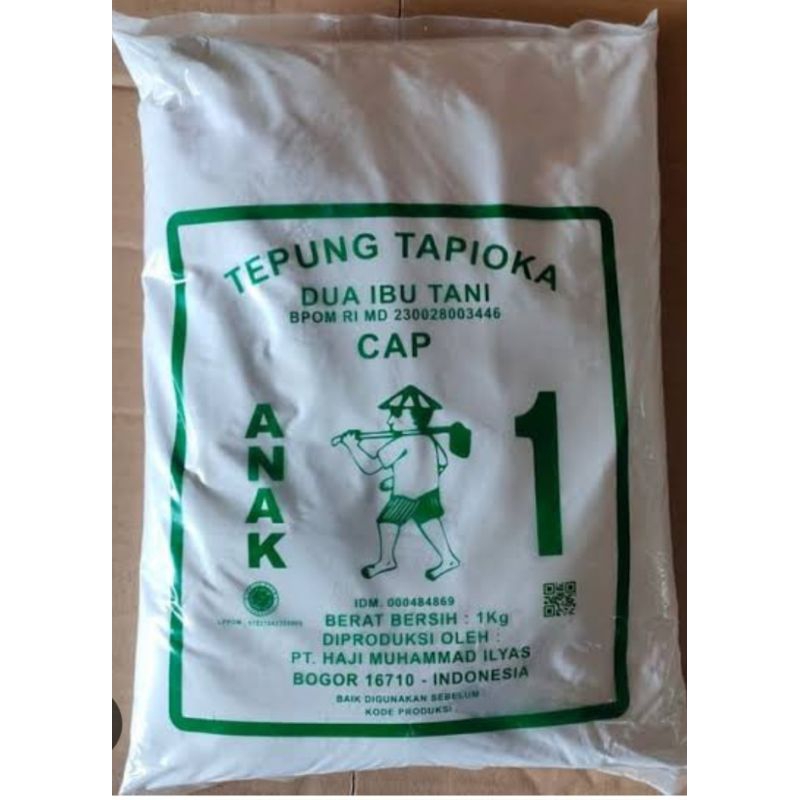 TEPUNG TAPIOKA
DUA IBU TANI
BPOM RI MD 230028003446
CAP
ANAK
1
IDM. 000484869
BERAT BERSIH : 1Kg
DIPRODUKSI OLEH :
PT. HAJI MUHAMMAD ILYAS
BOGOR 16710 - INDONESIA
BAIK DIGUNAKAN SEBELUM
KODE PRODUKSI :
LPPOM